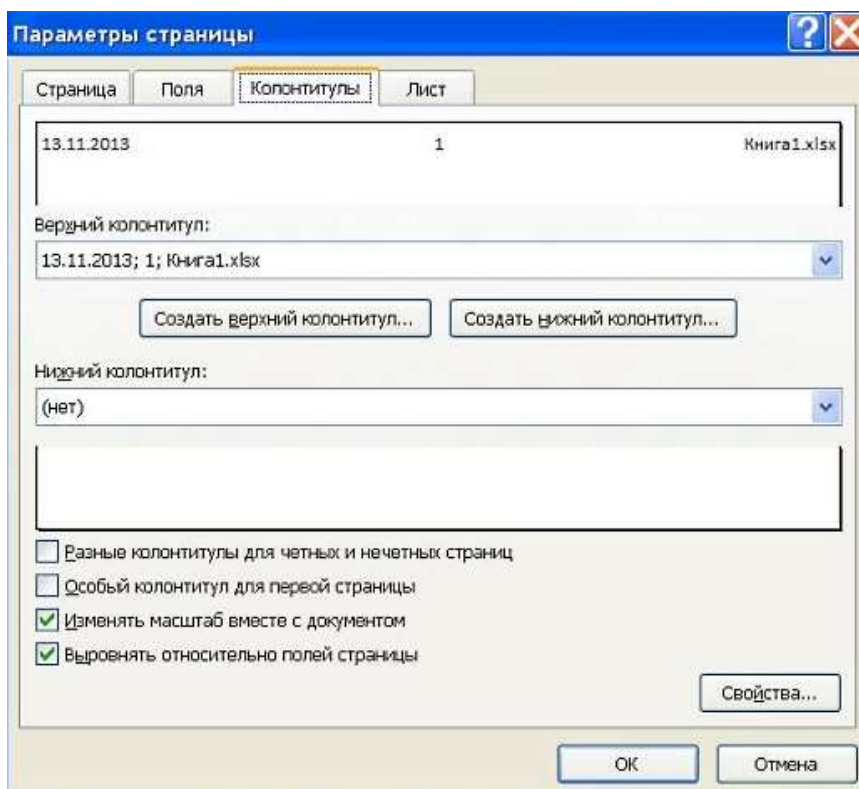 Параметры страницы
Страница Поля Колонтитулы Лист
13.11.2013 1 Книга1.xlsx
Верхний колонтитул:
13.11.2013; 1; Книга1.xlsx
Создать верхний колонтитул... Создать нижний колонтитул...
Нижний колонтитул:
(нет)
Разные колонтитулы для четных и нечетных страниц
Особый колонтитул для первой страницы
Изменять масштаб вместе с документом
Выровнять относительно полей страницы
Свойства...
ОК Отмена